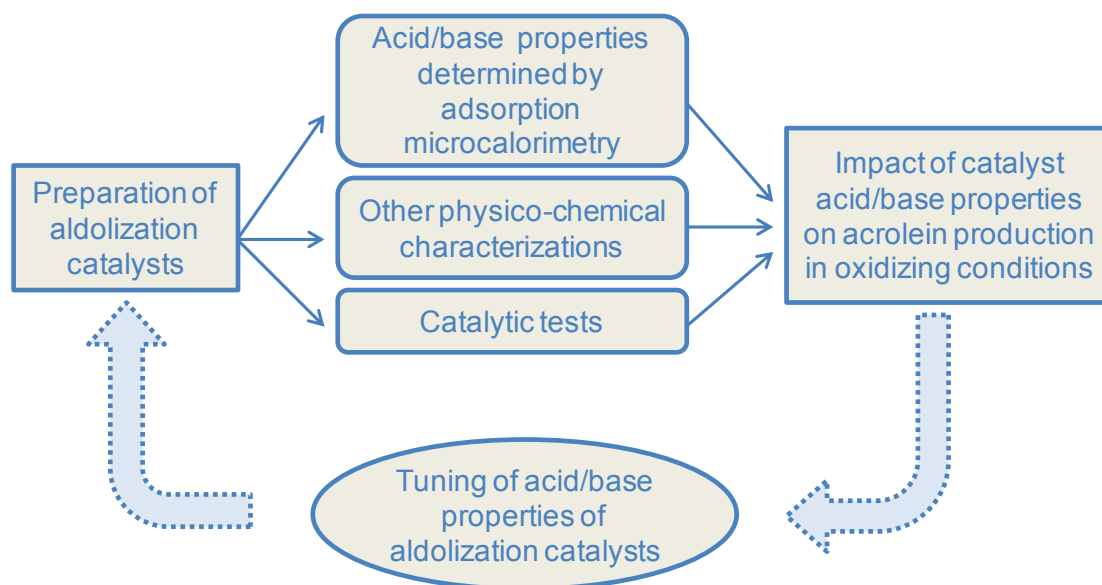 Acid/base properties
determined by
adsorption
microcalorimetry
Preparation of
aldolization
catalysts
Other physico-chemical
characterizations
Catalytic tests
Impact of catalyst
acid/base properties
on acrolein production
in oxidizing conditions
Tuning of acid/base
properties of
aldolization catalysts